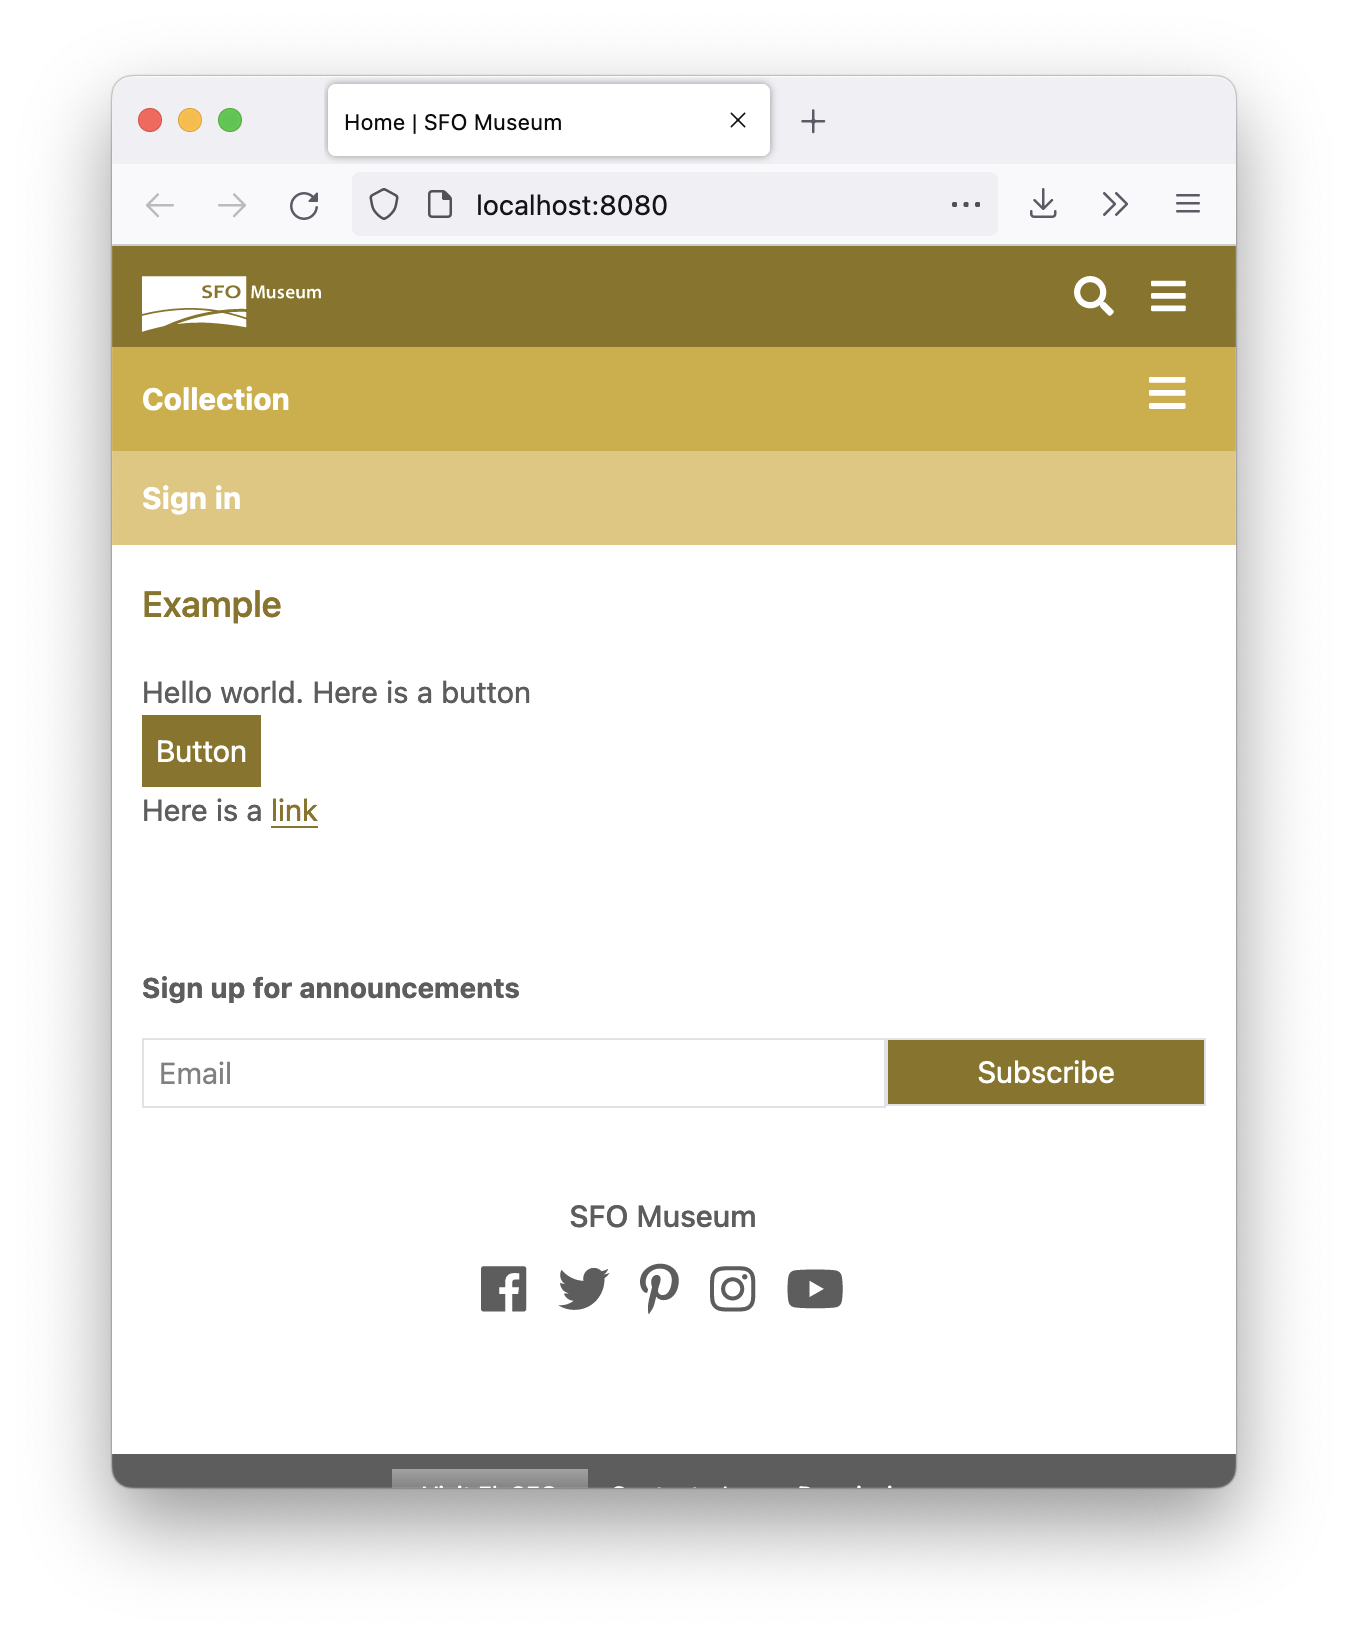 Home | SFO Museum
localhost:8080
SFO Museum
Collection
Sign in
Example
Hello world. Here is a button
Button
Here is a link
Sign up for announcements
Email
Subscribe
SFO Museum